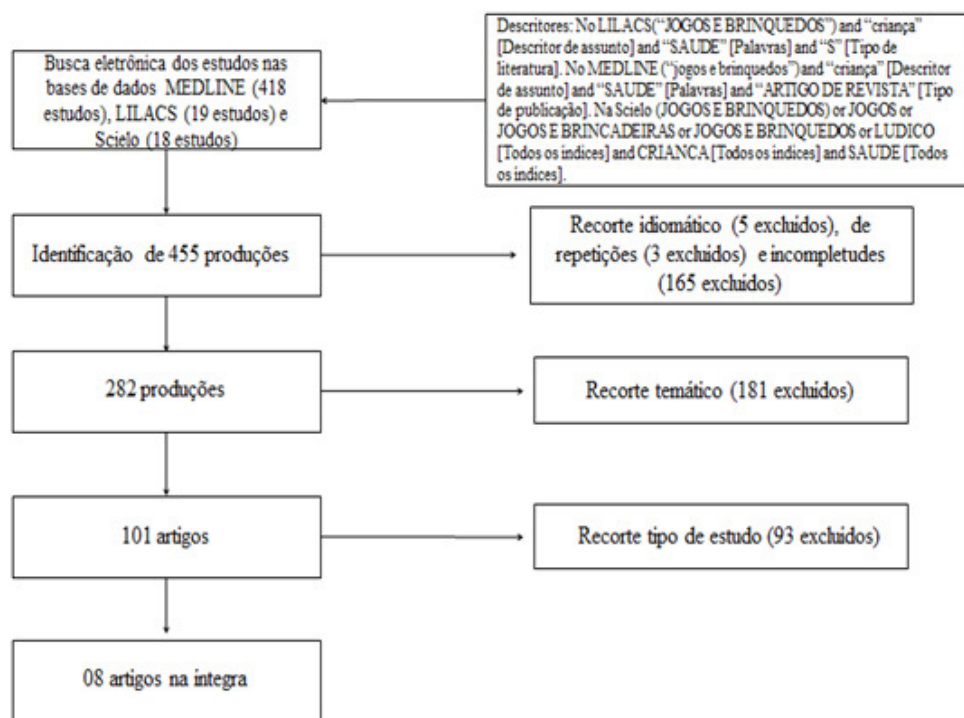 Busca eletrônica dos estudos nas
bases de dados MEDLINE (418
estudos), LILACS (19 estudos) e
Scielo (18 estudos)
Descritores: No LILACS(“JOGOS E BRINQUEDOS”) and “criança”
[Descritor de assunto] and “SAUDE” [Palavras] and “S” [Tipo de
literatura]. No MEDLINE (“jogos e brinquedos”) and “criança” [Descritor
de assunto] and “SAUDE” [Palavras] and “ARTIGO DE REVISTA” [Tipo
de publicação]. Na Scielo (JOGOS E BRINQUEDOS) or JOGOS or
JOGOS E BRINCADEIRAS or JOGOS E BRINQUEDOS or LUDICO
[Todos os indices] and CRIANCA [Todos os indices] and SAUDE [Todos
os indices].
Identificação de 455 produções
Recorte idiomático (5 excluidos), de
repetições (3 excluidos) e incompletudes
(165 excluidos)
282 produções
Recorte temático (181 excluidos)
101 artigos
Recorte tipo de estudo (93 excluidos)
08 artigos na integra